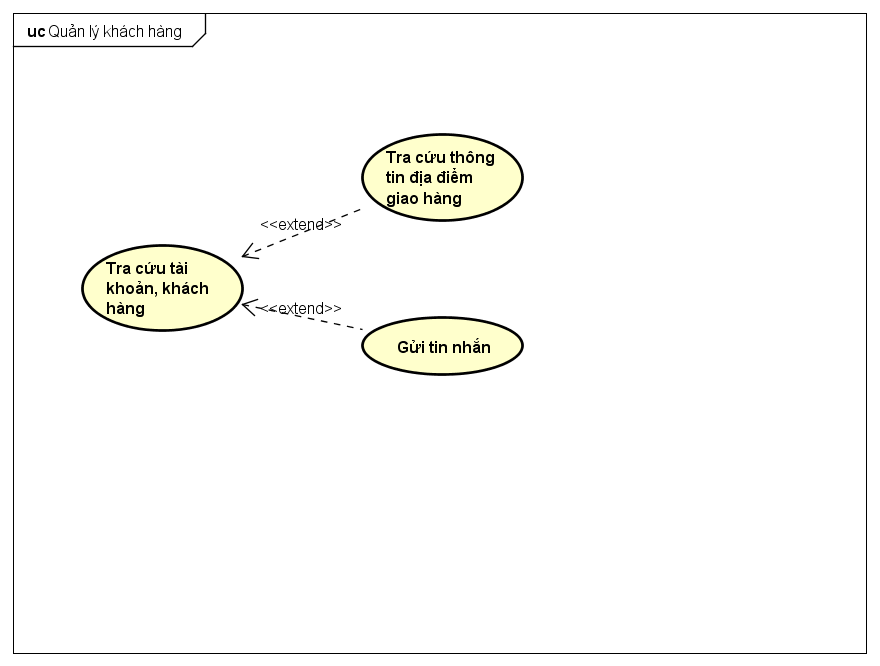 uc Quản lý khách hàng
Tra cứu thông
tin địa điểm
giao hàng
<<extend>>
Tra cứu tài
khoản, khách
hàng
<<extend>>
Gửi tin nhắn